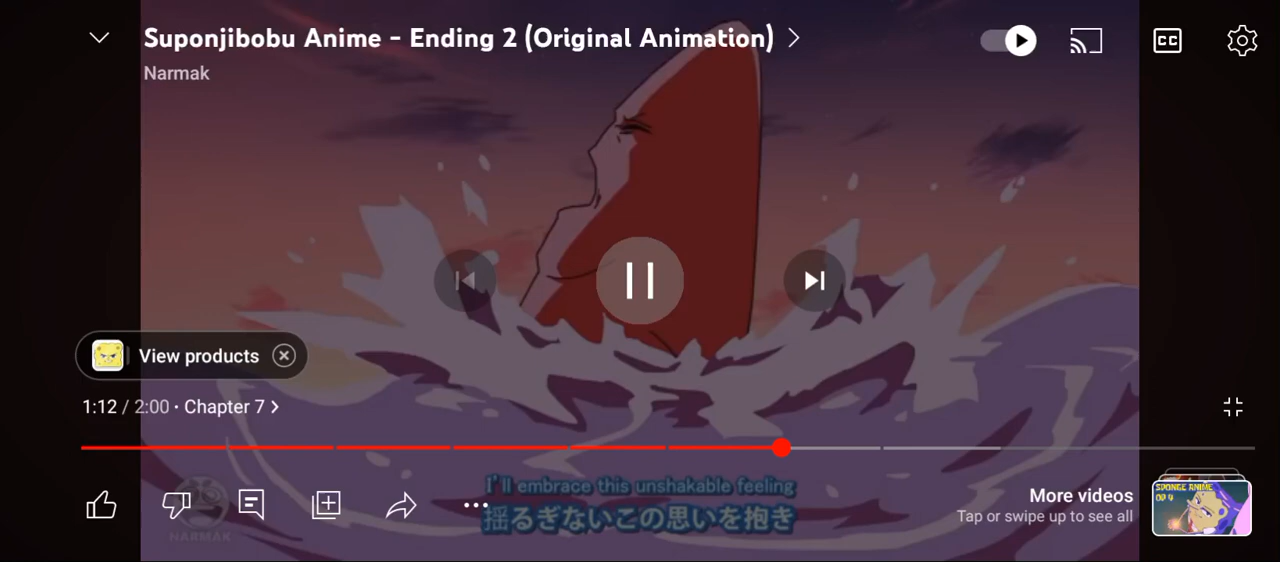 Suponjibobu Anime - Ending 2 (Original Animation)
Narmak
CC
View products
1:12 / 2:00 · Chapter 7
I'll embrace this unshakable feeling
揺るぎないこの思いを抱き
NARMAK
More videos
Tap or swipe up to see all
SPONGE ANIME
OP 4